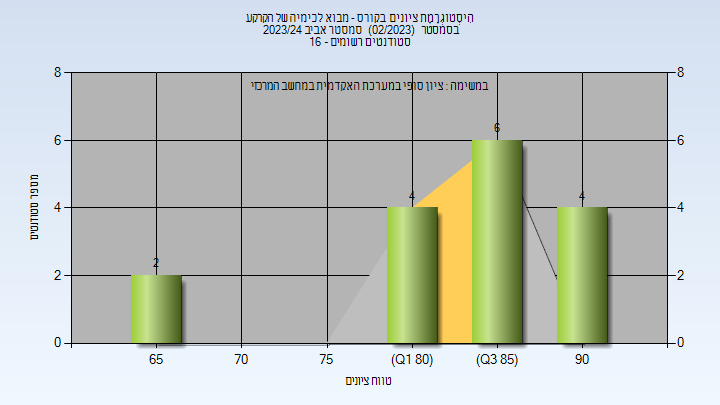 היסטוגרמת ציונים בקורס - מבוא לכימיה של הקרקע
בסמסטר (02/2023) סמסטר אביב 2023/24
סטודנטים רשומים - 16
במשימה : ציון סופי במערכת האקדמית במחשב המרכזי
8
6
4
2
0
8
6
4
2
0
מספר סטודנטים
2
4
6
4
65
70
75
(Q1 80)
(Q3 85)
90
טווח ציונים